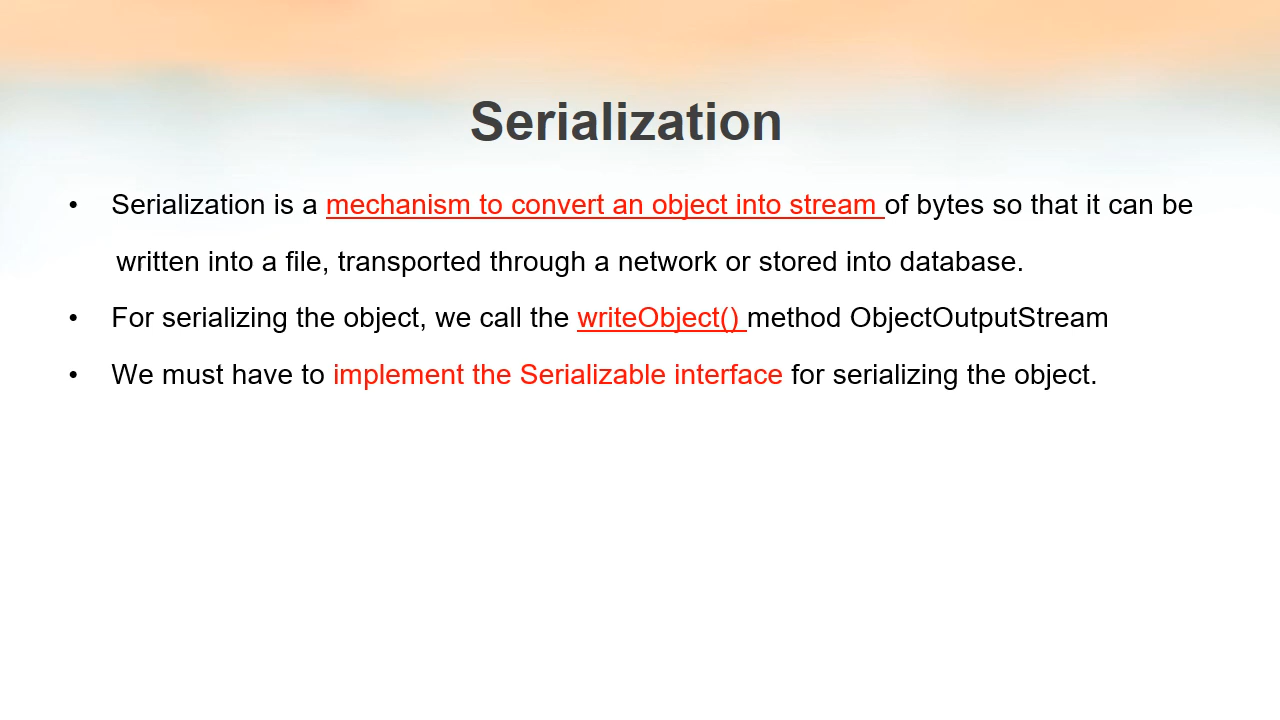 Serialization
• Serialization is a mechanism to convert an object into stream of bytes so that it can be
written into a file, transported through a network or stored into database.
• For serializing the object, we call the writeObject() method ObjectOutputStream
• We must have to implement the Serializable interface for serializing the object.